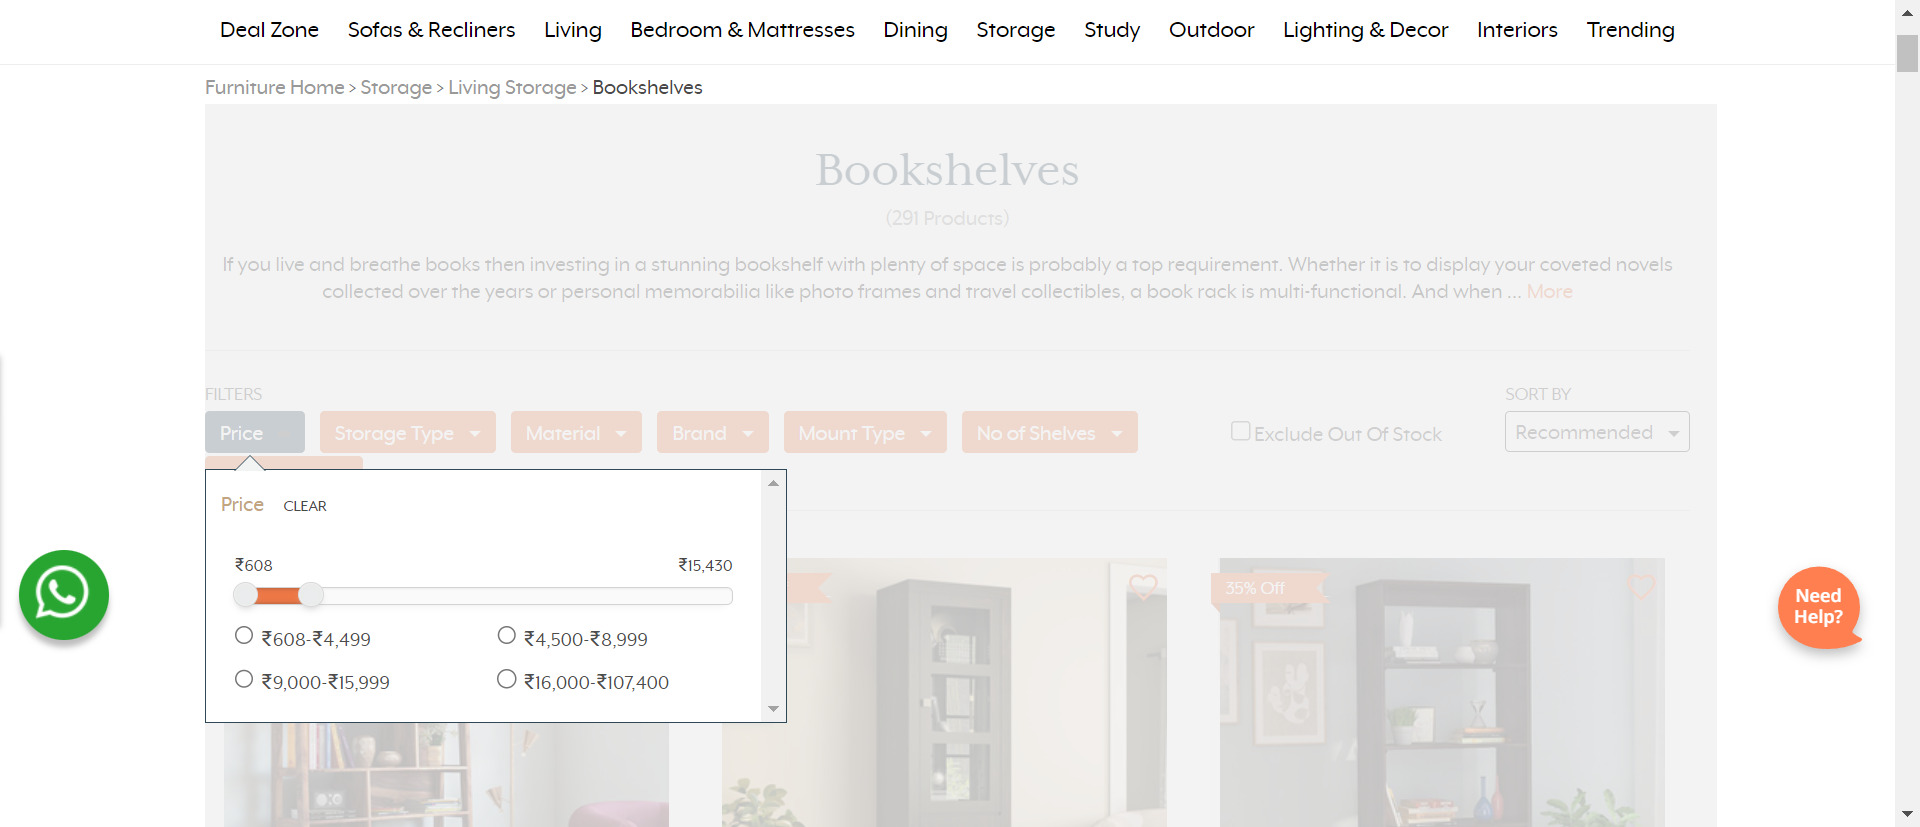 Deal Zone Sofas & Recliners Living Bedroom & Mattresses Dining Storage Study Outdoor Lighting & Decor Interiors Trending
Furniture Home > Storage > Living Storage > Bookshelves
Bookshelves
(291 Products)
If you live and breathe books then investing in a stunning bookshelf with plenty of space is probably a top requirement. Whether it is to display your coveted novels
collected over the years or personal memorabilia like photo frames and travel collectibles, a book rack is multi-functional. And when ... More
FILTERS
SORT BY
Price Storage Type Material Brand Mount Type No of Shelves
Exclude Out Of Stock
Recommended
Price CLEAR
₹608 ₹15,430
₹608-₹4,499 ₹4,500-₹8,999
₹9,000-₹15,999 ₹16,000-₹107,400
35% Off
Need
Help?